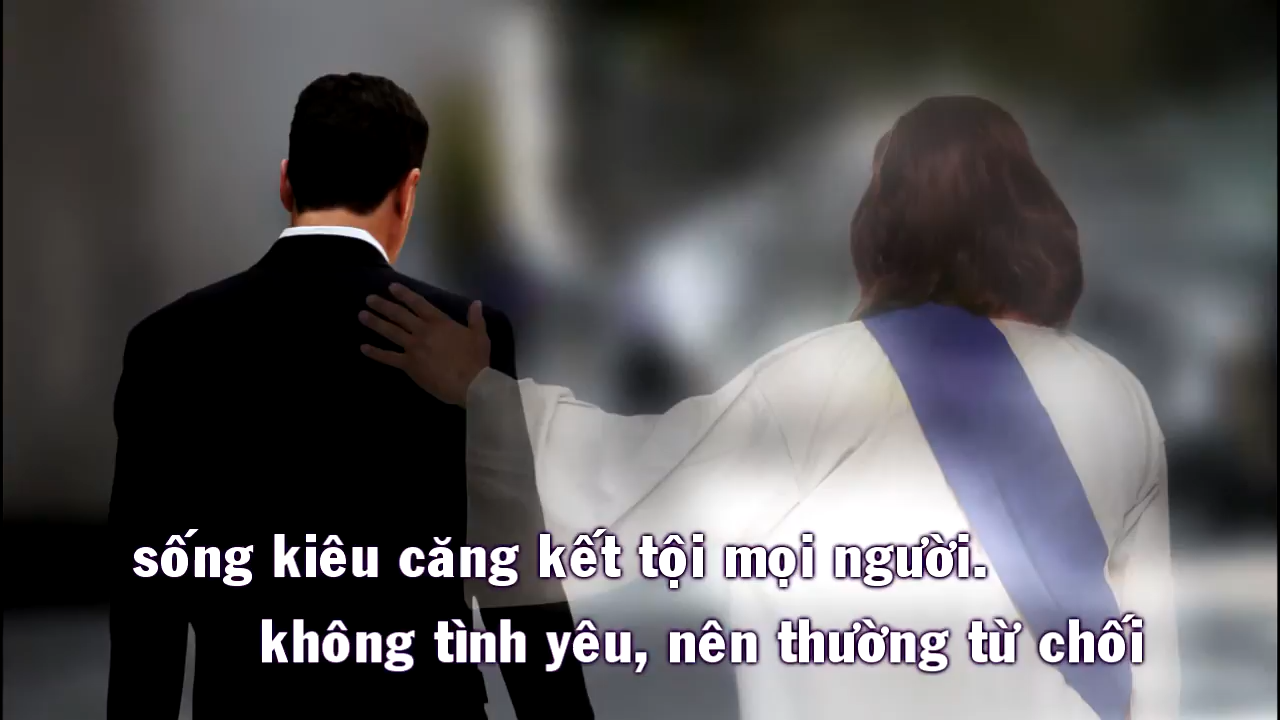 sống kiêu căng kết tội mọi người.
không tình yêu, nên thường từ chối